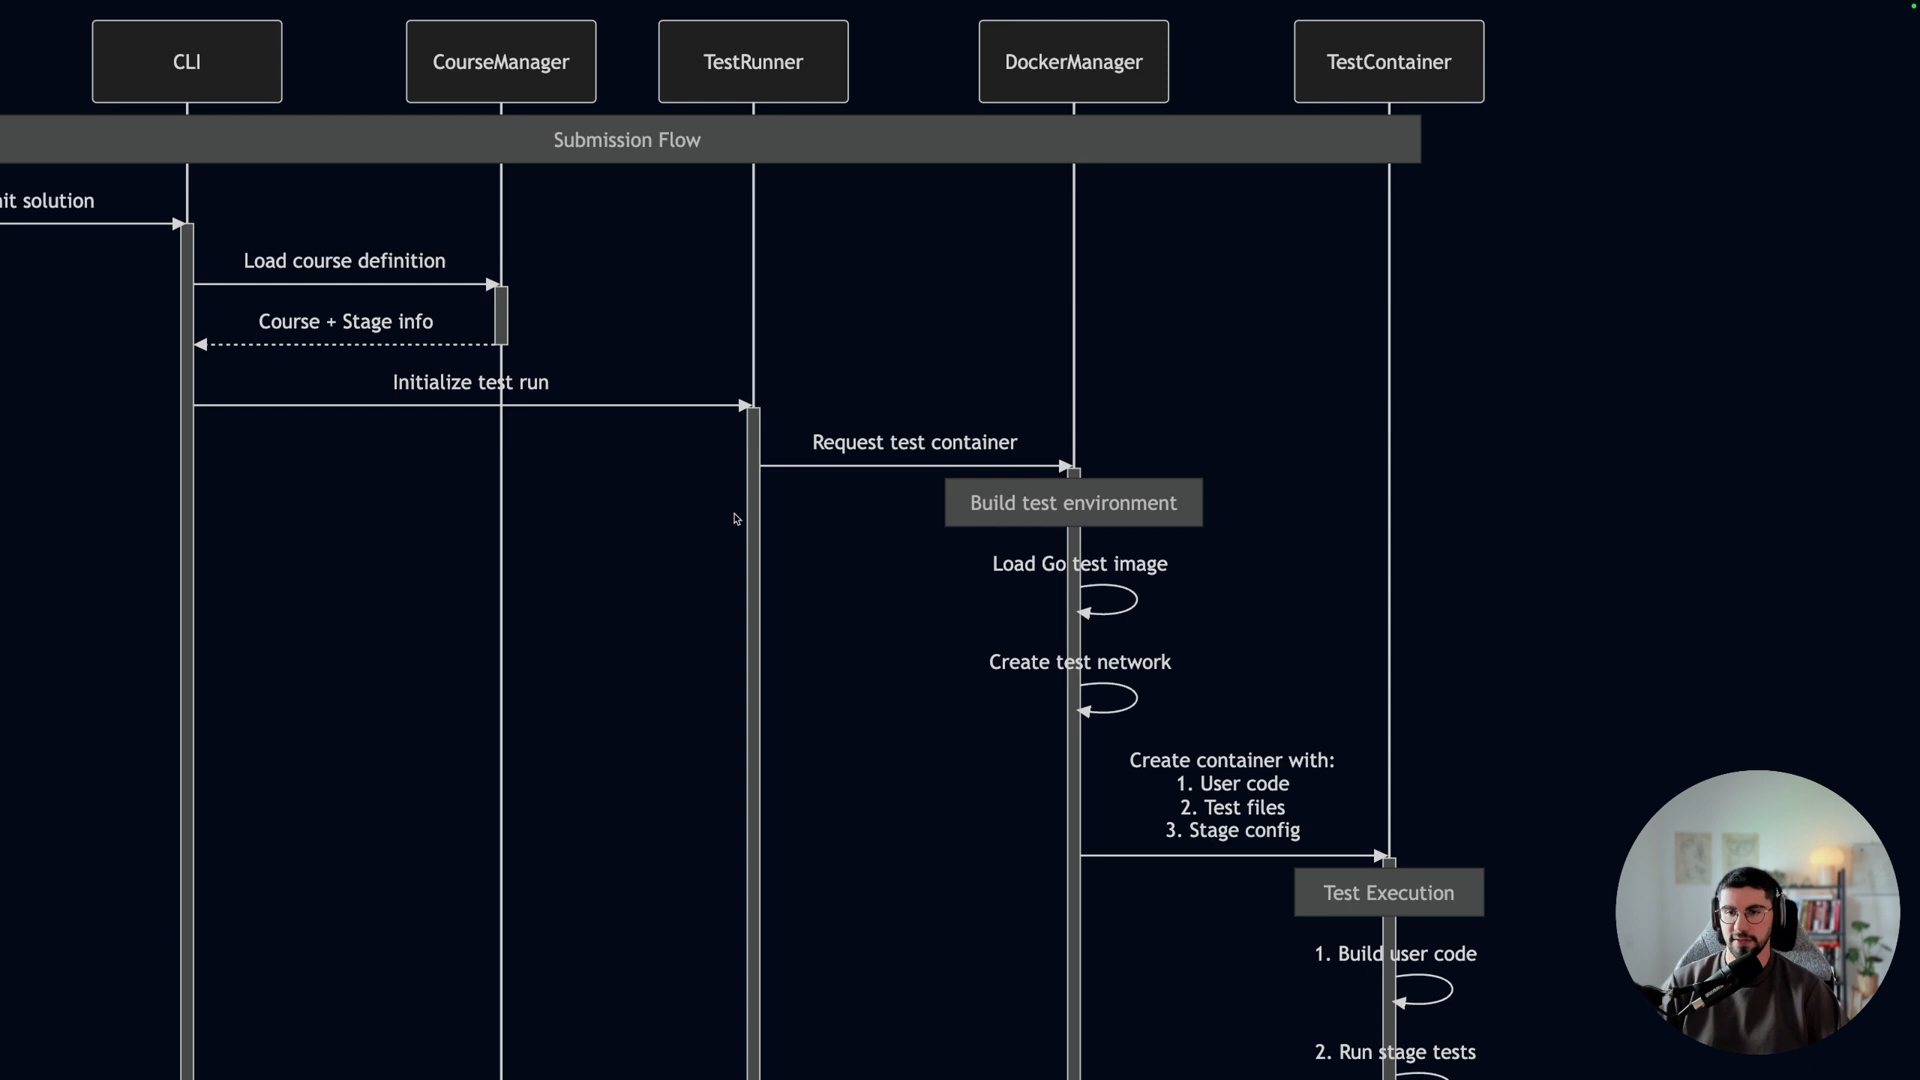 CLI
CourseManager
TestRunner
DockerManager
TestContainer
Submission Flow
it solution
Load course definition
Course + Stage info
Initialize test run
Request test container
Build test environment
Load Go test image
Create test network
Create container with:
1. User code
2. Test files
3. Stage config
Test Execution
1. Build user code
2. Run stage tests